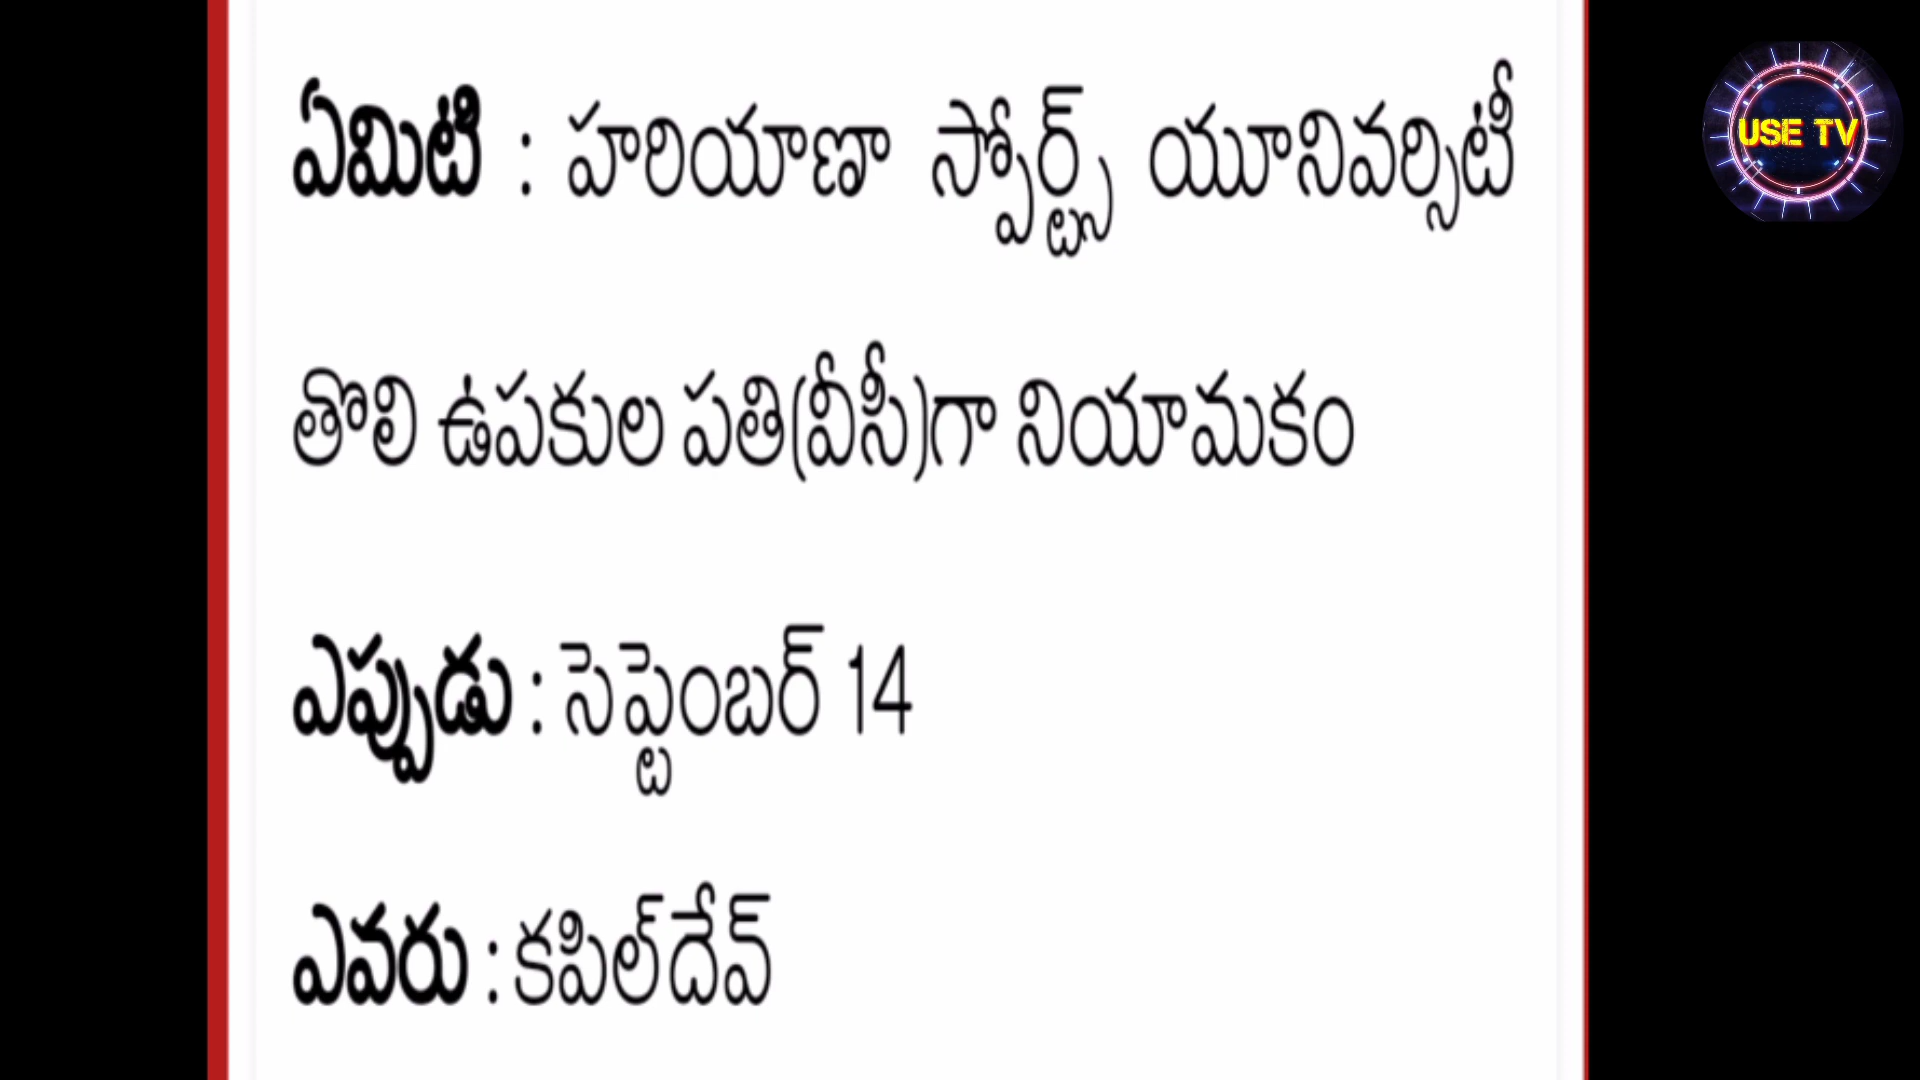 ఏమిటి : హరియాణా స్పోర్ట్స్ యూనివర్సిటీ
తొలి ఉపకుల పతి(వీసీ)గా నియామకం
ఎప్పుడు : సెప్టెంబర్ 14
ఎవరు : కపిల్‌దేవ్
USE TV